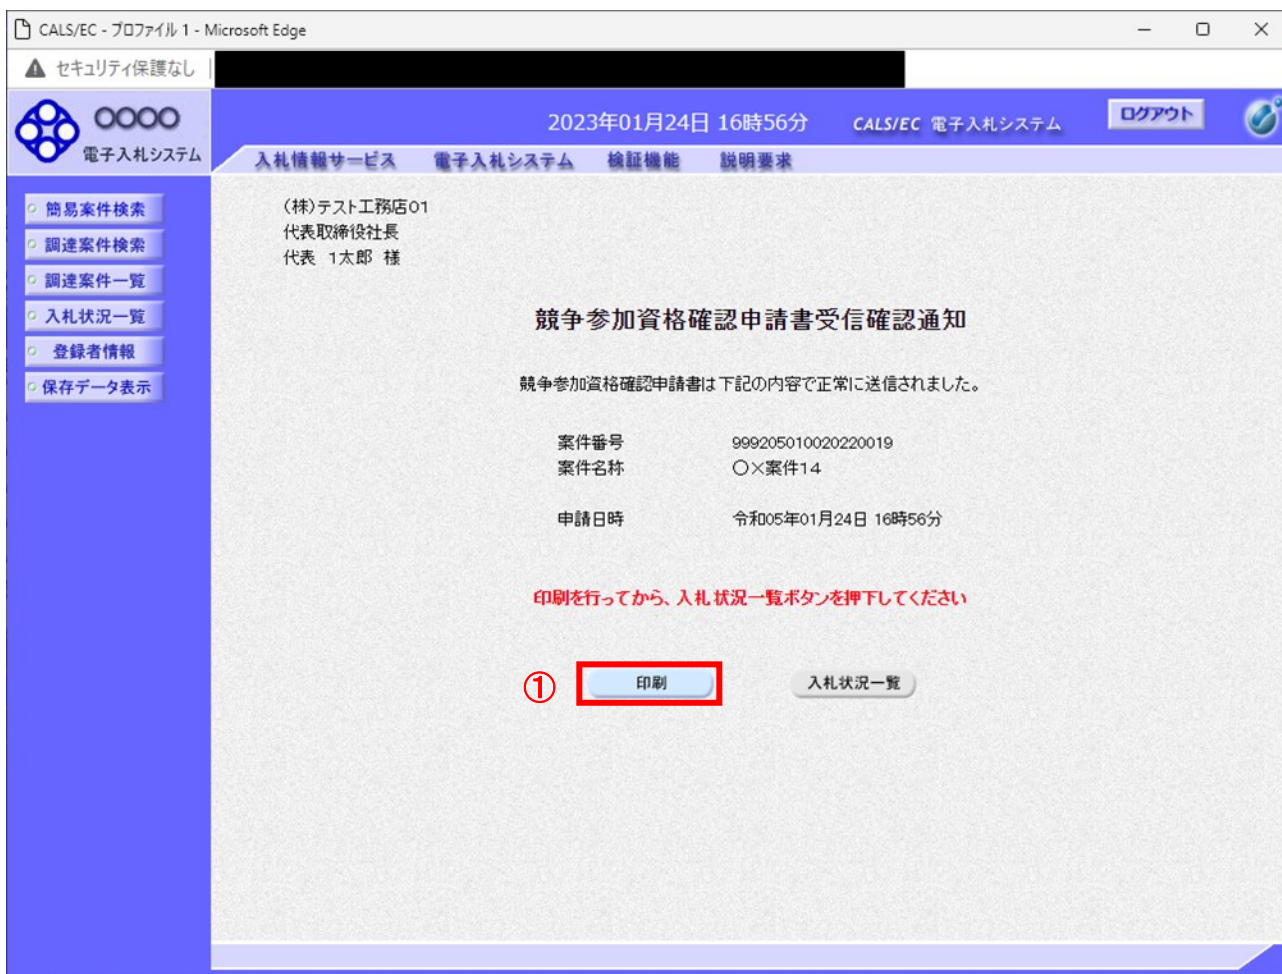 CALS/EC - プロファイル 1 - Microsoft Edge
セキュリティ保護なし
〇〇〇〇
電子入札システム
2023年01月24日 16時56分
CALS/EC 電子入札システム
ログアウト
入札情報サービス 電子入札システム 検証機能 説明要求
簡易案件検索
調達案件検索
調達案件一覧
入札状況一覧
登録者情報
保存データ表示
(株)テスト工務店01
代表取締役社長
代表 1太郎 様
競争参加資格確認申請書受信確認通知
競争参加資格確認申請書は下記の内容で正常に送信されました。
案件番号 999205010020220019
案件名称 〇×案件14
申請日時 令和05年01月24日 16時56分
印刷を行ってから、入札状況一覧ボタンを押下してください
① 印刷 入札状況一覧